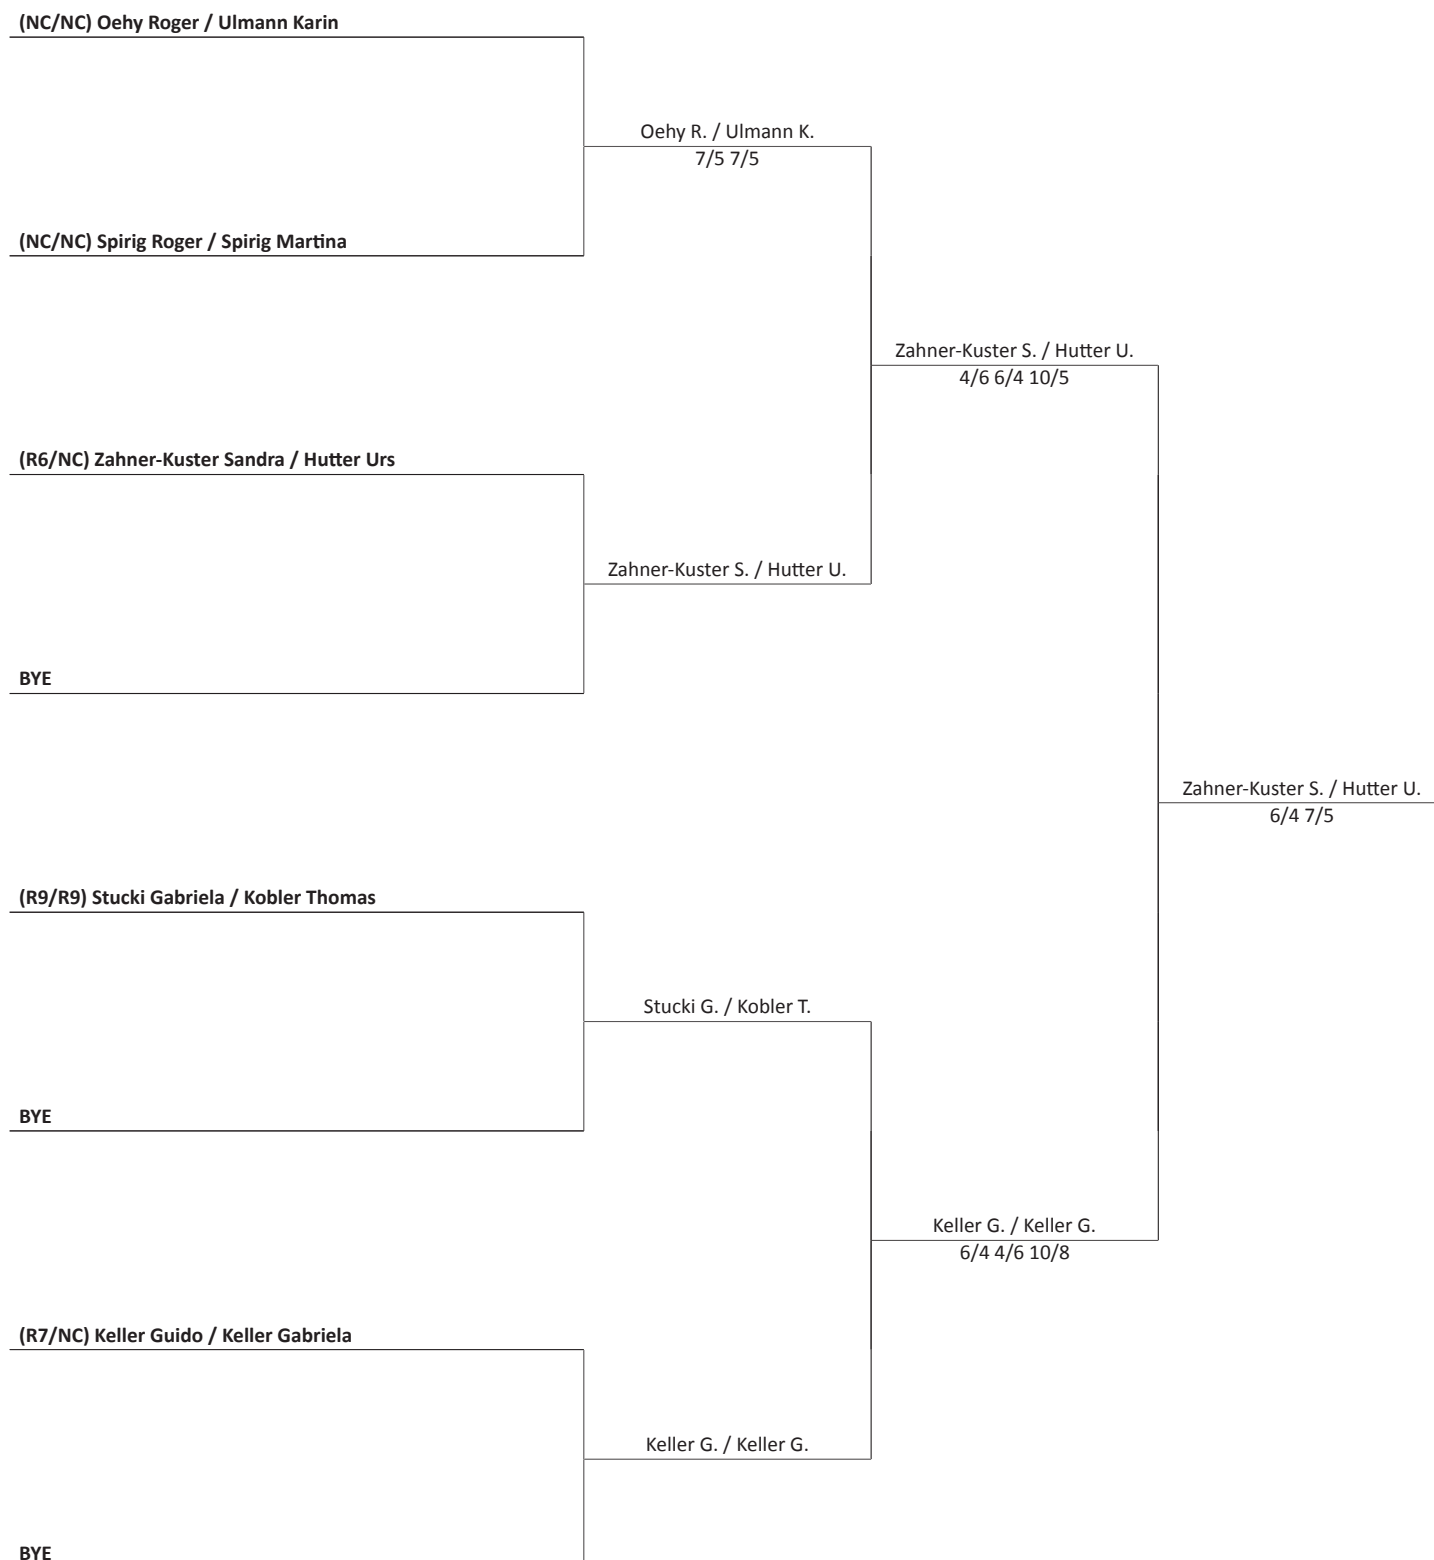 (NC/NC) Oehy Roger / Ulmann Karin
Oehy R. / Ulmann K.
7/5 7/5
(NC/NC) Spirig Roger / Spirig Martina
Zahner-Kuster S. / Hutter U.
4/6 6/4 10/5
(R6/NC) Zahner-Kuster Sandra / Hutter Urs
Zahner-Kuster S. / Hutter U.
BYE
Zahner-Kuster S. / Hutter U.
6/4 7/5
(R9/R9) Stucki Gabriela / Kobler Thomas
Stucki G. / Kobler T.
BYE
Keller G. / Keller G.
6/4 4/6 10/8
(R7/NC) Keller Guido / Keller Gabriela
Keller G. / Keller G.
BYE